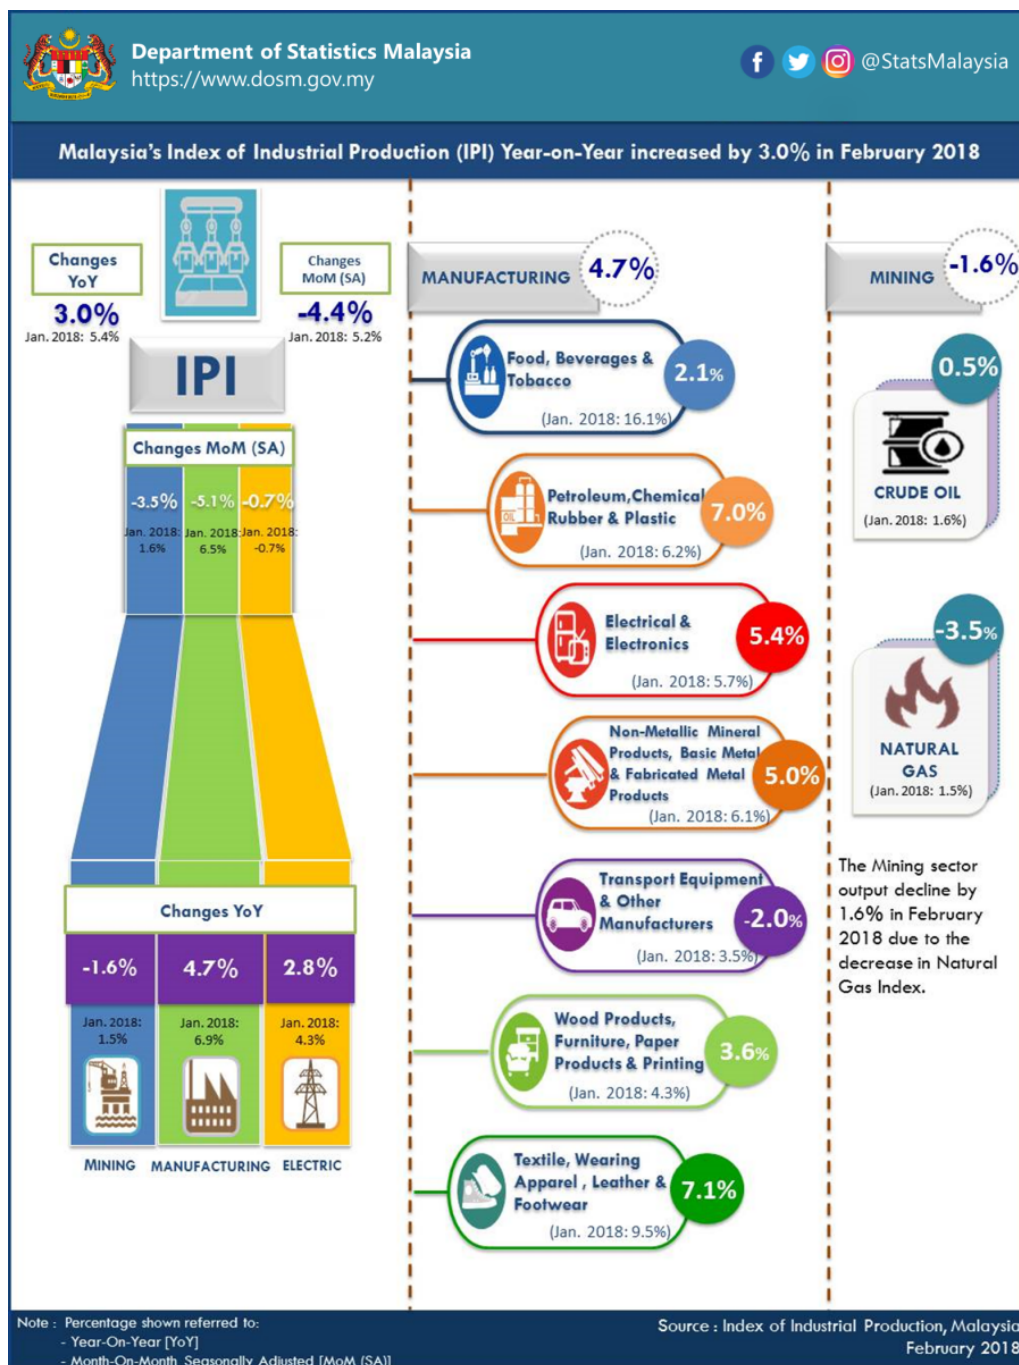 Department of Statistics Malaysia
https://www.dosm.gov.my
@StatsMalaysia
Malaysia's Index of Industrial Production (IPI) Year-on-Year increased by 3.0% in February 2018
Changes
YoY
3.0%
Jan. 2018: 5.4%
Changes
MoM (SA)
-4.4%
Jan. 2018: 5.2%
IPI
Changes MoM (SA)
-3.5%
-5.1%
-0.7%
Jan. 2018:
1.6%
Jan. 2018:
6.5%
Jan. 2018:
-0.7%
Changes YoY
-1.6%
4.7%
2.8%
Jan. 2018:
1.5%
Jan. 2018:
6.9%
Jan. 2018:
4.3%
MINING
MANUFACTURING
ELECTRIC
MANUFACTURING
4.7%
Food, Beverages &
Tobacco
2.1%
(Jan. 2018: 16.1%)
OIL
Petroleum,Chemical
Rubber & Plastic
7.0%
(Jan. 2018: 6.2%)
Electrical &
Electronics
5.4%
(Jan. 2018: 5.7%)
Non-Metallic Mineral
Products, Basic Metal
& Fabricated Metal
Products
5.0%
(Jan. 2018: 6.1%)
Transport Equipment
& Other
Manufacturers
-2.0%
(Jan. 2018: 3.5%)
Wood Products,
Furniture, Paper
Products & Printing
3.6%
(Jan. 2018: 4.3%)
Textile, Wearing
Apparel , Leather &
Footwear
7.1%
(Jan. 2018: 9.5%)
MINING
-1.6%
0.5%
CRUDE OIL
(Jan. 2018: 1.6%)
-3.5%
NATURAL
GAS
(Jan. 2018: 1.5%)
The Mining sector
output decline by
1.6% in February
2018 due to the
decrease in Natural
Gas Index.
Note : Percentage shown referred to:
- Year-On-Year [YoY]
- Month-On-Month Seasonally Adjusted [MoM (SA)]
Source : Index of Industrial Production, Malaysia
February 2018